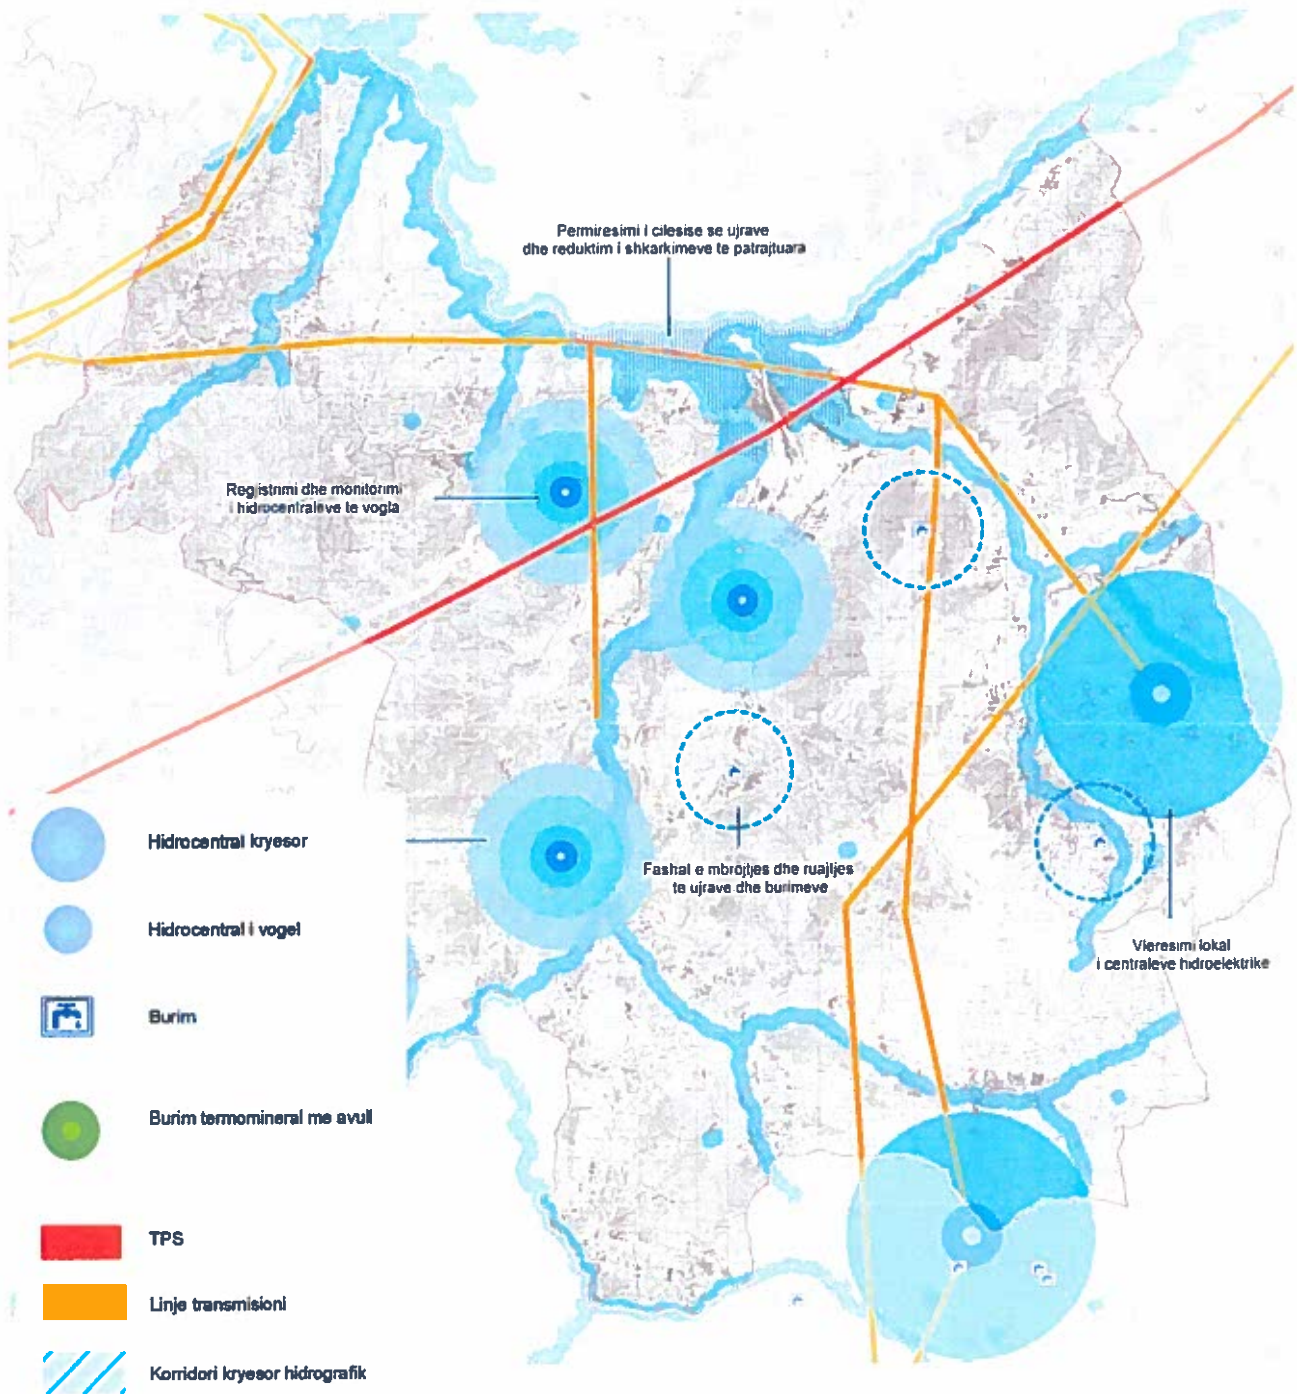 Permiresimi i cilesise se ujrave
dhe reduktim i shkarkimeve te patrajtuara
Regjistrimi dhe monitorimi
i hidrocentraleve te vogla
Hidrocentral kryesor
Fashat e mbrojtjes dhe ruajtjes
te ujrave dhe burimeve
Hidrocentral i vogel
Vleresimi lokal
i centraleve hidroelektrike
Burim
Burim termomineral me avull
TPS
Linje transmisioni
Korridori kryesor hidrografik